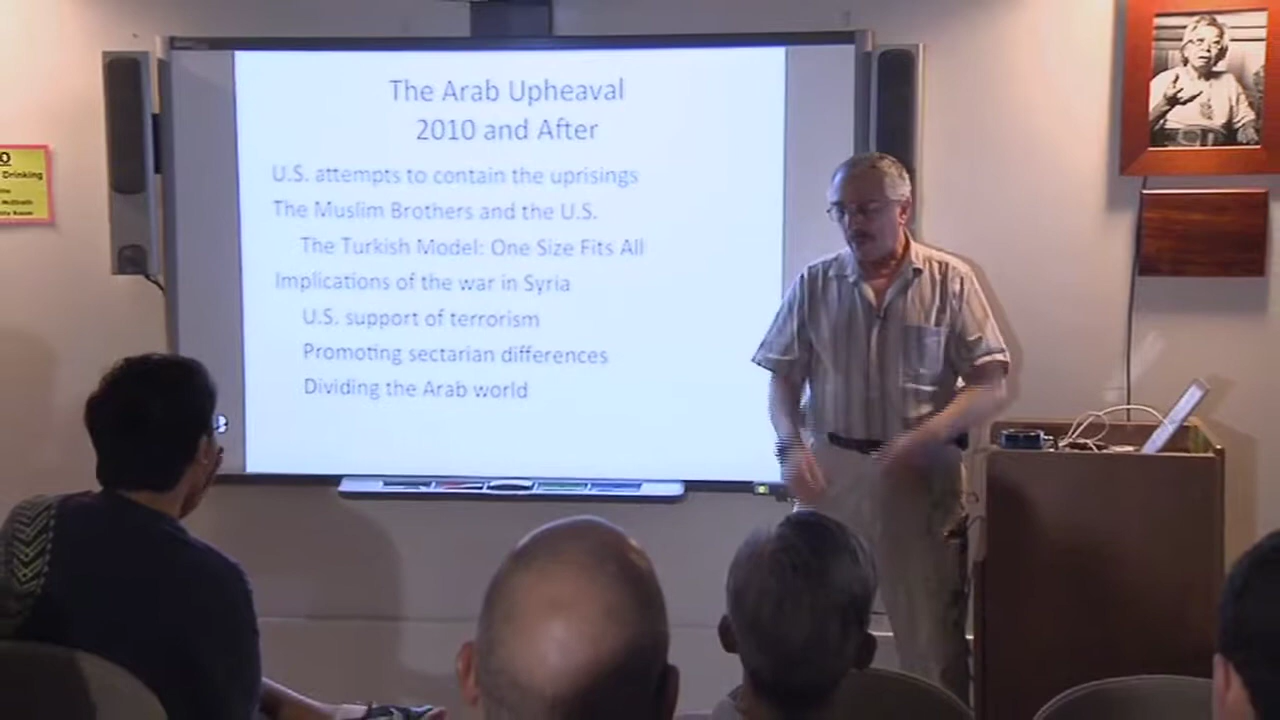 The Arab Upheaval
2010 and After
U.S. attempts to contain the uprisings
The Muslim Brothers and the U.S.
The Turkish Model: One Size Fits All
Implications of the war in Syria
U.S. support of terrorism
Promoting sectarian differences
Dividing the Arab world
O
Drinking